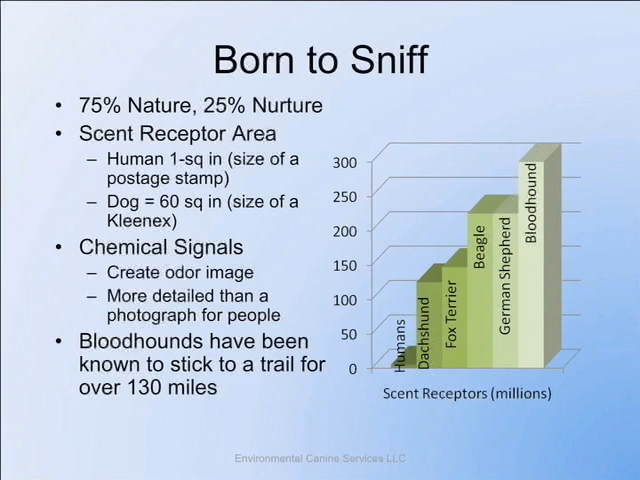 Born to Sniff
• 75% Nature, 25% Nurture
• Scent Receptor Area
– Human 1-sq in (size of a
postage stamp)
– Dog = 60 sq in (size of a
Kleenex)
• Chemical Signals
– Create odor image
– More detailed than a
photograph for people
• Bloodhounds have been
known to stick to a trail for
over 130 miles
300
250
200
150
100
50
0
Humans
Dachshund
Fox Terrier
Beagle
German Shepherd
Bloodhound
Scent Receptors (millions)
Environmental Canine Services LLC